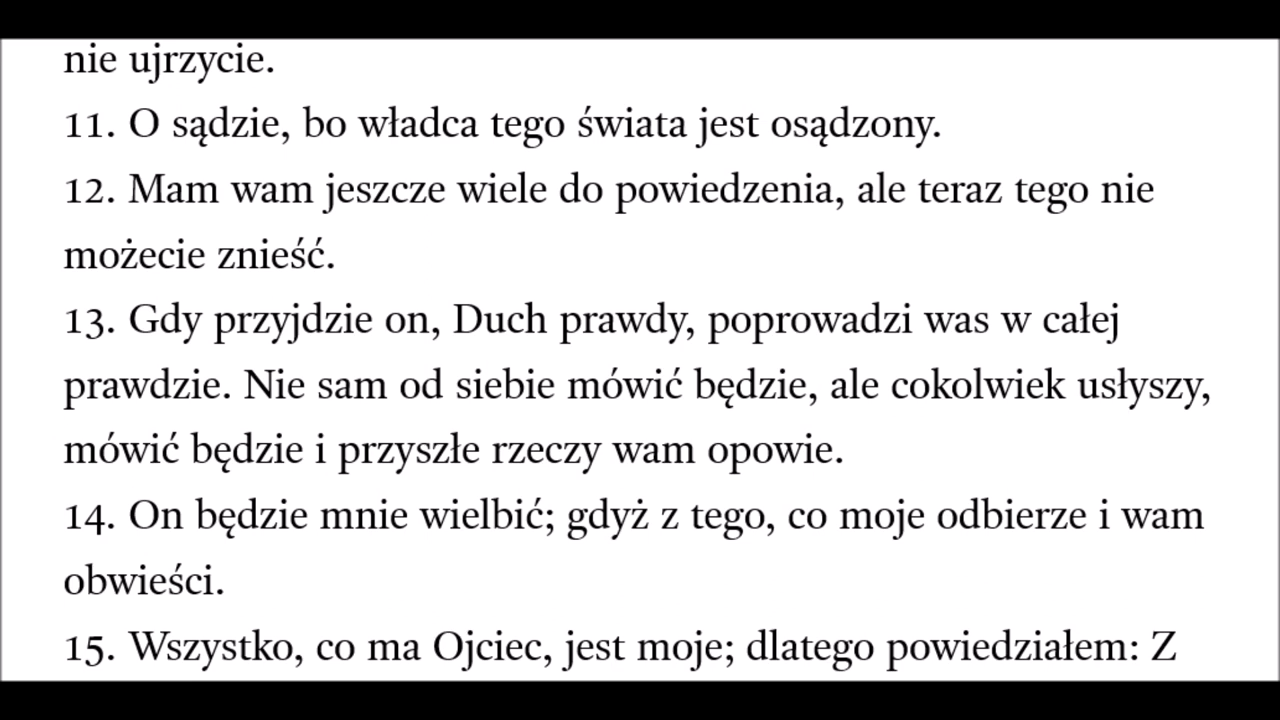 nie ujrzycie.
11. O sądzie, bo władca tego świata jest osądzony.
12. Mam wam jeszcze wiele do powiedzenia, ale teraz tego nie
możecie znieść.
13. Gdy przyjdzie on, Duch prawdy, poprowadzi was w całej
prawdzie. Nie sam od siebie mówić będzie, ale cokolwiek usłyszy,
mówić będzie i przyszłe rzeczy wam opowie.
14. On będzie mnie wielbić; gdyż z tego, co moje odbierze i wam
obwieści.
15. Wszystko, co ma Ojciec, jest moje; dlatego powiedziałem: Z